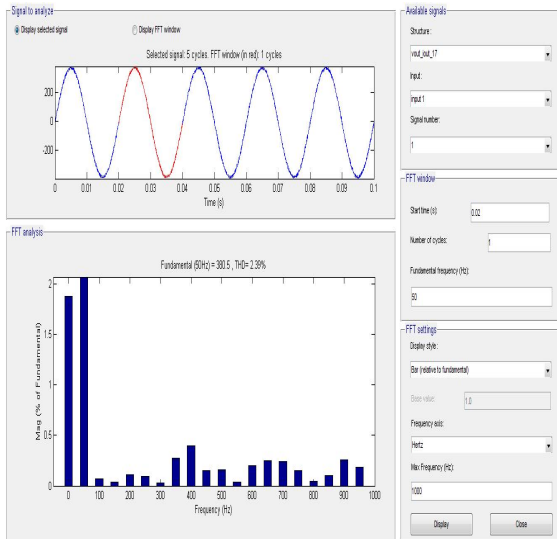 Signal to analyze
Display selected signal
Display FFT window
Selected signal: 5 cycles. FFT window (in red): 1 cycles
200
0
-200
0 0.01 0.02 0.03 0.04 0.05 0.06 0.07 0.08 0.09 0.1
Time (s)
FFT analysis
Fundamental (50Hz) = 380.5 , THD= 2.39%
2
1.5
1
0.5
0
Mag (% of Fundamental)
0 100 200 300 400 500 600 700 800 900 1000
Frequency (Hz)
Available signals
Structure :
vout_iout_17
Input :
input 1
Signal number:
1
FFT window
Start time (s):
0.02
Number of cycles:
1
Fundamental frequency (Hz):
50
FFT settings
Display style :
Bar (relative to fundamental)
Base value:
1.0
Frequency axis:
Hertz
Max Frequency (Hz):
1000
Display
Close